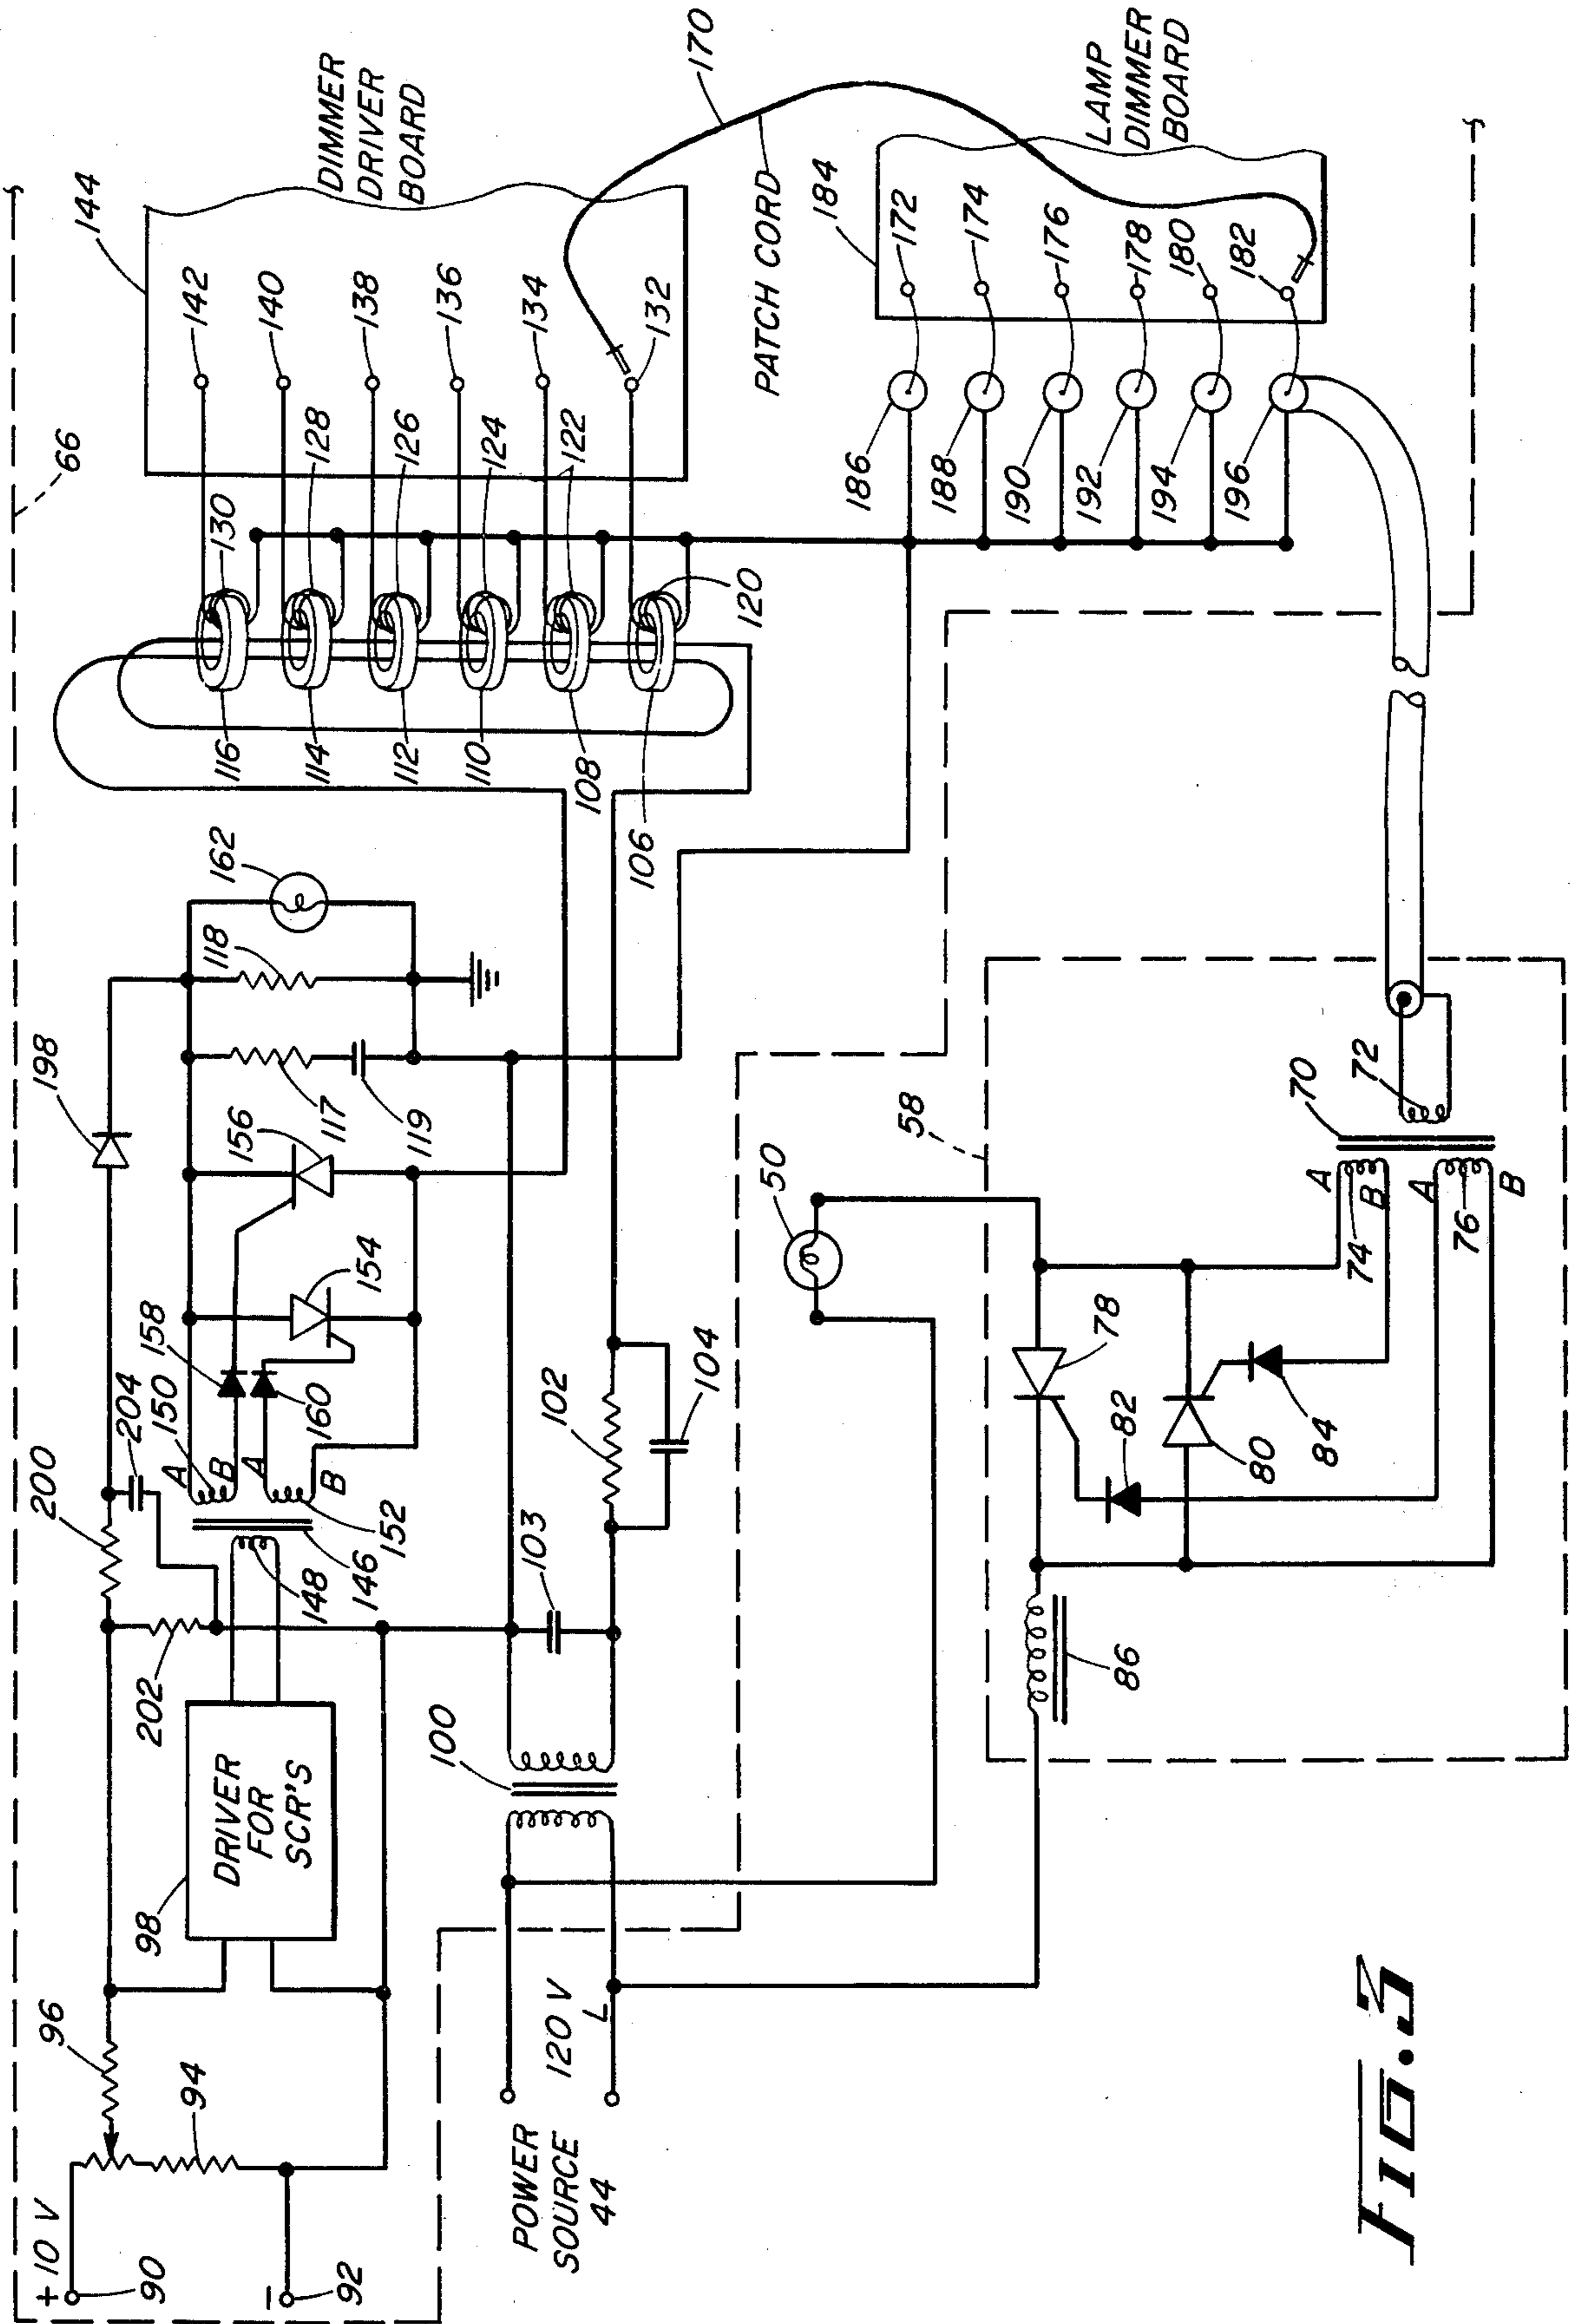 66
+10 V
90
92
94
96
98
DRIVER
FOR
SCR'S
202
200
204
148
146
152
150
A
B
A
B
158
160
154
156
198
117
119
118
162
100
103
102
104
POWER
SOURCE
44
120 V
L
116
114
112
110
108
106
130
128
126
124
122
120
144
142
140
138
136
134
132
DIMMER
DRIVER
BOARD
170
PATCH CORD
184
172
174
176
178
180
182
LAMP
DIMMER
BOARD
186
188
190
192
194
196
50
58
78
80
82
84
86
70
72
74
76
A
B
A
B
FIG. 3